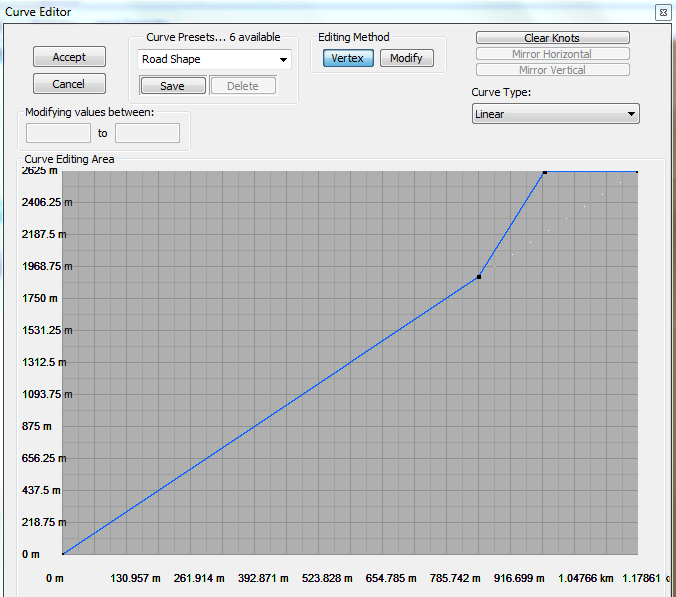 Curve Editor
Accept
Cancel
Curve Presets... 6 available
Road Shape
Save
Delete
Editing Method
Vertex
Modify
Clear Knots
Mirror Horizontal
Mirror Vertical
Curve Type:
Linear
Modifying values between:
to
Curve Editing Area
2625 m
2406.25 m
2187.5 m
1968.75 m
1750 m
1531.25 m
1312.5 m
1093.75 m
875 m
656.25 m
437.5 m
218.75 m
0 m
0 m 130.957 m 261.914 m 392.871 m 523.828 m 654.785 m 785.742 m 916.699 m 1.04766 km 1.17861